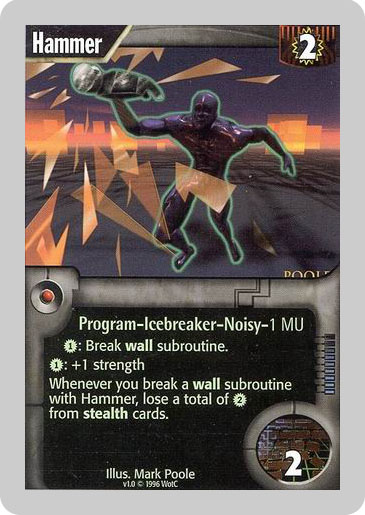 Hammer
2
POOLE
Program-Icebreaker-Noisy-1 MU
1: Break wall subroutine.
1: +1 strength
Whenever you break a wall subroutine
with Hammer, lose a total of 2
from stealth cards.
2
Illus. Mark Poole
v1.0 © 1996 WotC